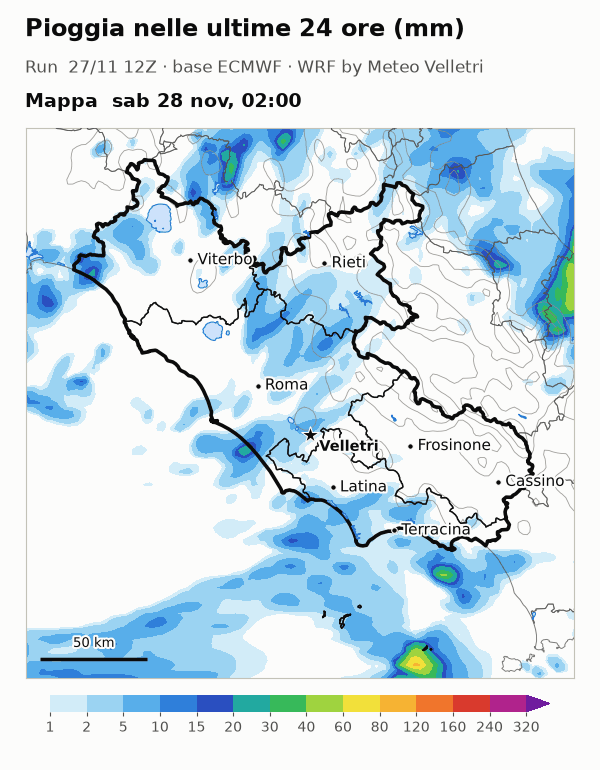 Pioggia nelle ultime 24 ore (mm)
Run 27/11 12Z · base ECMWF · WRF by Meteo Velletri
Mappa sab 28 nov, 02:00
Viterbo
Rieti
Roma
Velletri
Frosinone
Latina
Cassino
Terracina
50 km
1 2 5 10 15 20 30 40 60 80 120 160 240 320